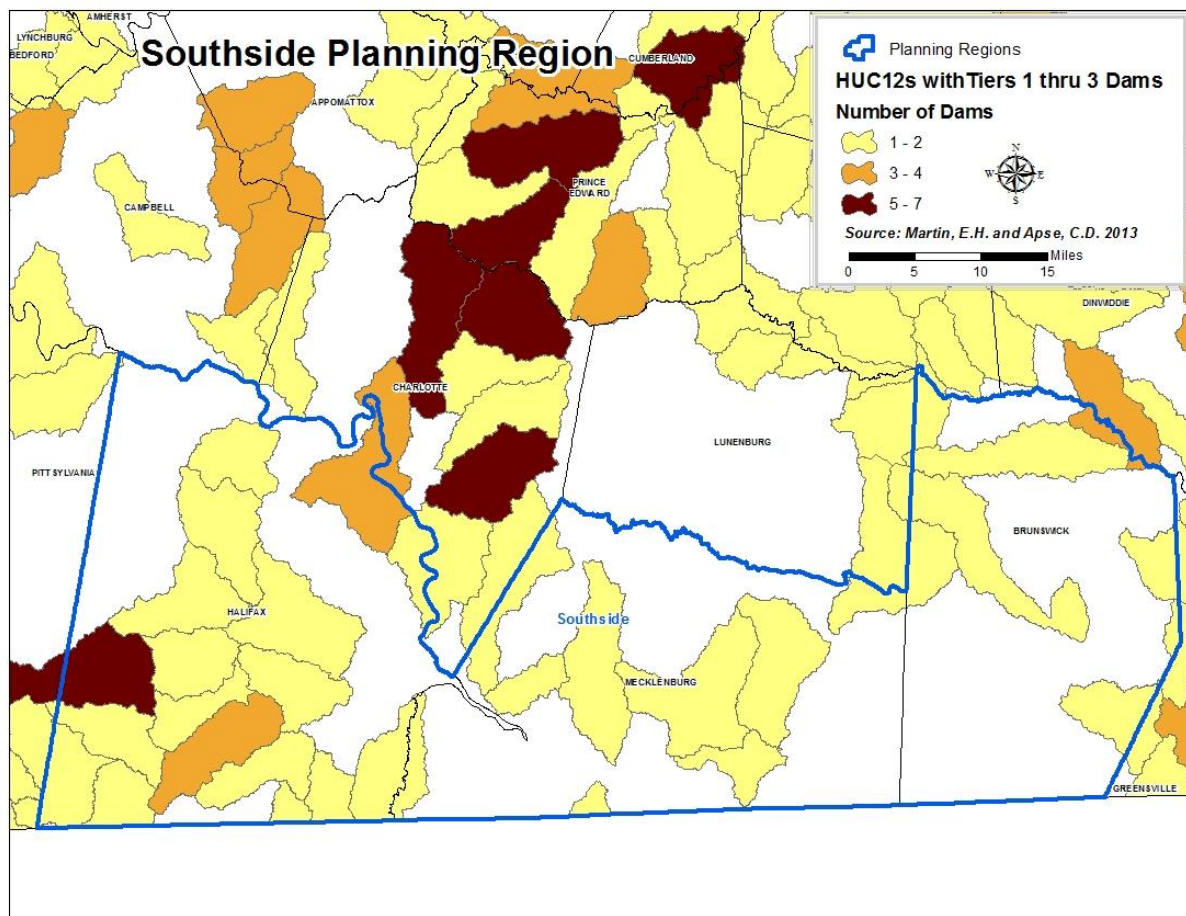 AMHERST
LYNCHBURG
BEDFORD
Southside Planning Region
CUMBERLAND
APPOMATTOX
PRINCE
EDWARD
CAMPBELL
Planning Regions
HUC12s withTiers 1 thru 3 Dams
Number of Dams
1 - 2
3 - 4
5 - 7
N
W E
S
Source: Martin, E.H. and Apse, C.D. 2013
Miles
0 5 10 15
DINWIDDIE
CHARLOTTE
LUNENBURG
PITTSYLVANIA
BRUNSWICK
HALIFAX
Southside
MECKLENBURG
GREENSVILLE